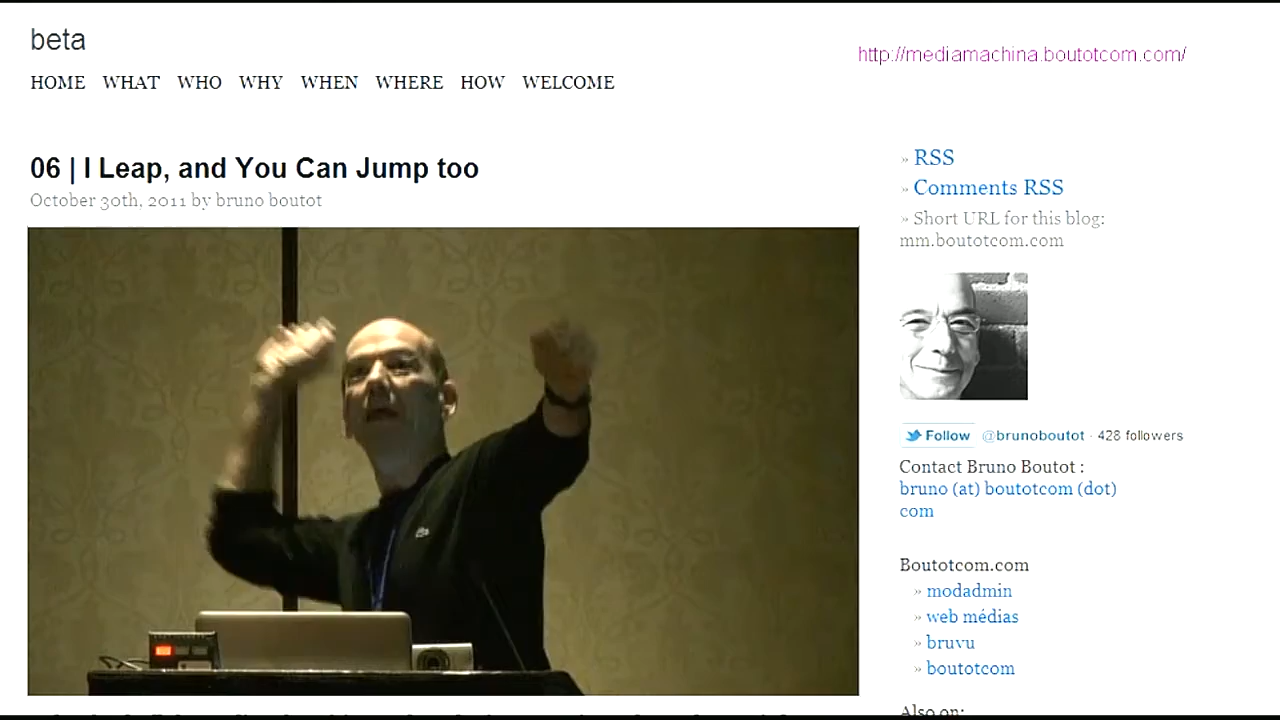 beta
http://mediamachina.boutotcom.com/
HOME WHAT WHO WHY WHEN WHERE HOW WELCOME
06 | I Leap, and You Can Jump too
October 30th, 2011 by bruno boutot
» RSS
» Comments RSS
» Short URL for this blog:
mm.boutotcom.com
Follow @brunoboutot · 428 followers
Contact Bruno Boutot :
bruno (at) boutotcom (dot)
com
Boutotcom.com
» modadmin
» web médias
» bruvu
» boutotcom
Also on: